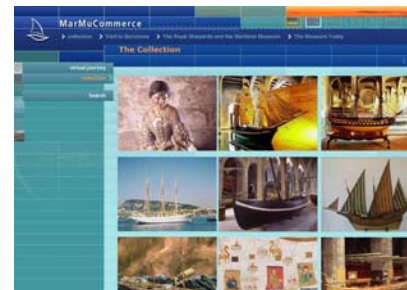 MarMuCommerce
collection Visit to Barcelona The Royal Shipyards and the Maritime Museum The Museum Today
The Collection
virtual journey
collection
Search